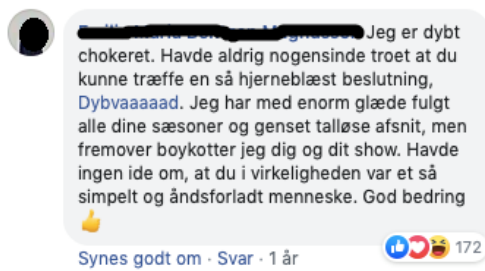 Jeg er dybt
chokeret. Havde aldrig nogensinde troet at du
kunne træffe en så hjerneblæst beslutning,
Dybvaaaaad. Jeg har med enorm glæde fulgt
alle dine sæsoner og genset talløse afsnit, men
fremover boykotter jeg dig og dit show. Havde
ingen ide om, at du i virkeligheden var et så
simpelt og åndsforladt menneske. God bedring
👍
172
Synes godt om · Svar · 1 år